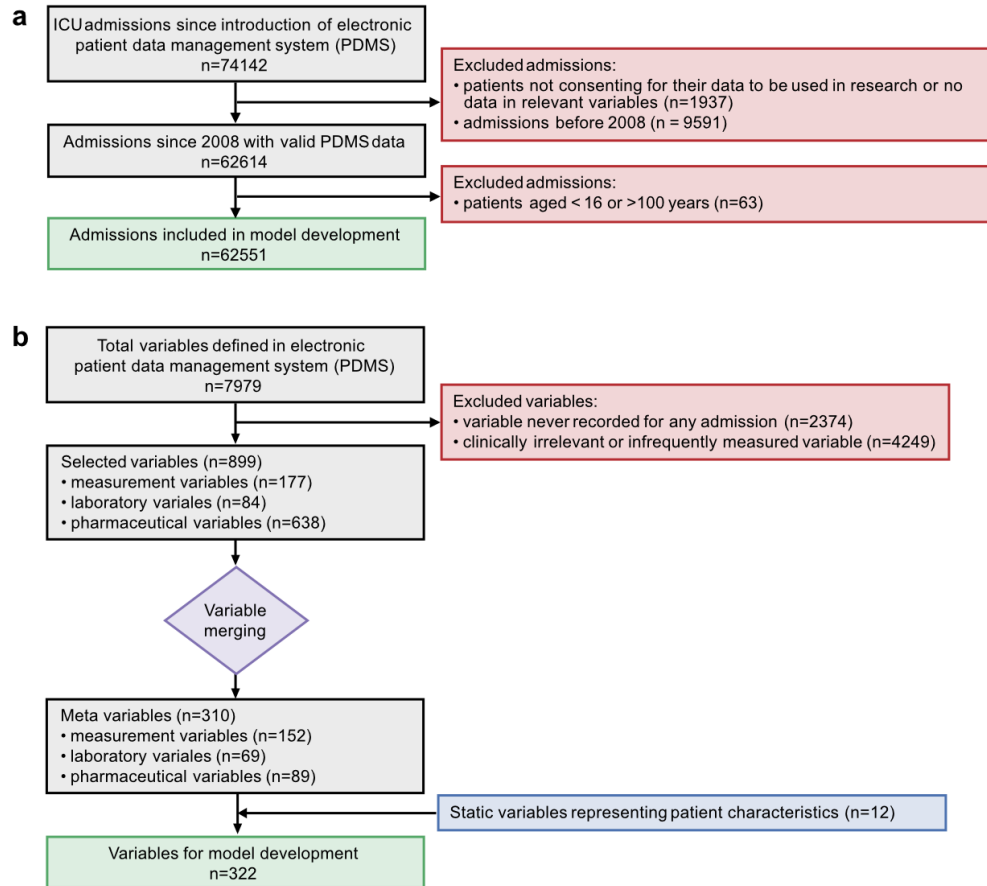 a
ICU admissions since introduction of electronic
patient data management system (PDMS)
n=74142
Excluded admissions:
• patients not consenting for their data to be used in research or no
data in relevant variables (n=1937)
• admissions before 2008 (n = 9591)
Admissions since 2008 with valid PDMS data
n=62614
Excluded admissions:
• patients aged < 16 or >100 years (n=63)
Admissions included in model development
n=62551
b
Total variables defined in electronic
patient data management system (PDMS)
n=7979
Excluded variables:
• variable never recorded for any admission (n=2374)
• clinically irrelevant or infrequently measured variable (n=4249)
Selected variables (n=899)
• measurement variables (n=177)
• laboratory variales (n=84)
• pharmaceutical variables (n=638)
Variable
merging
Meta variables (n=310)
• measurement variables (n=152)
• laboratory variales (n=69)
• pharmaceutical variables (n=89)
Static variables representing patient characteristics (n=12)
Variables for model development
n=322